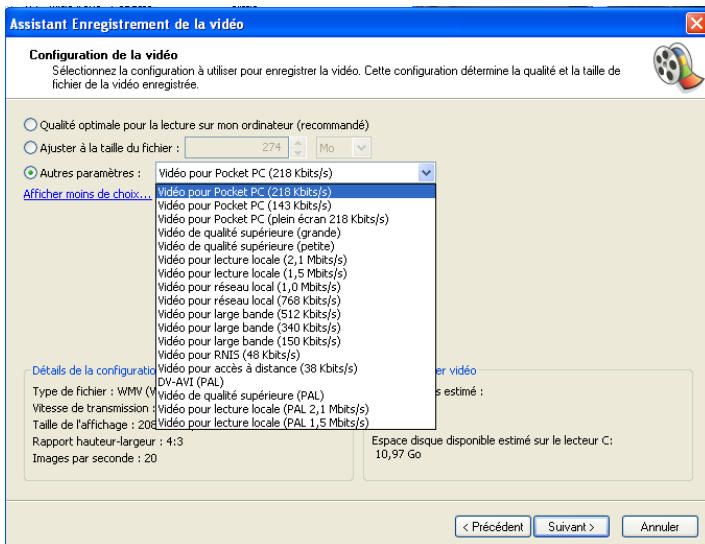 Assistant Enregistrement de la vidéo
Configuration de la vidéo
Sélectionnez la configuration à utiliser pour enregistrer la vidéo. Cette configuration détermine la qualité et la taille de
fichier de la vidéo enregistrée.
Qualité optimale pour la lecture sur mon ordinateur (recommandé)
Ajuster à la taille du fichier : 274 Mo
Autres paramètres : Vidéo pour Pocket PC (218 Kbits/s)
Afficher moins de choix...
Vidéo pour Pocket PC (218 Kbits/s)
Vidéo pour Pocket PC (143 Kbits/s)
Vidéo pour Pocket PC (plein écran 218 Kbits/s)
Vidéo de qualité supérieure (grande)
Vidéo de qualité supérieure (petite)
Vidéo pour lecture locale (2,1 Mbits/s)
Vidéo pour lecture locale (1,5 Mbits/s)
Vidéo pour réseau local (1,0 Mbits/s)
Vidéo pour réseau local (768 Kbits/s)
Vidéo pour large bande (512 Kbits/s)
Vidéo pour large bande (340 Kbits/s)
Vidéo pour large bande (150 Kbits/s)
Vidéo pour RNIS (48 Kbits/s)
Vidéo pour accès à distance (38 Kbits/s)
DV-AVI (PAL)
Vidéo de qualité supérieure (PAL)
Vidéo pour lecture locale (PAL 2,1 Mbits/s)
Vidéo pour lecture locale (PAL 1,5 Mbits/s)
Détails de la configuratio
Type de fichier : WMV (V
Vitesse de transmission :
Taille de l'affichage : 208
Rapport hauteur-largeur : 4:3
Images par seconde : 20
er vidéo
s estimé :
Espace disque disponible estimé sur le lecteur C:
10,97 Go
< Précédent
Suivant >
Annuler